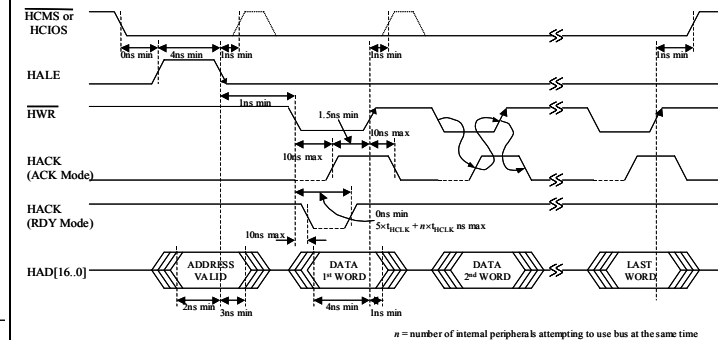 HCMS or
HCIOS
0ns min
4ns min
1ns min
1ns min
1ns min
HALE
1ns min
HWR
1.5ns min
10ns max
10ns max
HACK
(ACK Mode)
HACK
(RDY Mode)
0ns min
5×tHCLK + n×tHCLK ns max
10ns max
HAD[16..0]
ADDRESS
VALID
DATA
1st WORD
DATA
2nd WORD
LAST
WORD
2ns min
3ns min
4ns min
1ns min
n = number of internal peripherals attempting to use bus at the same time